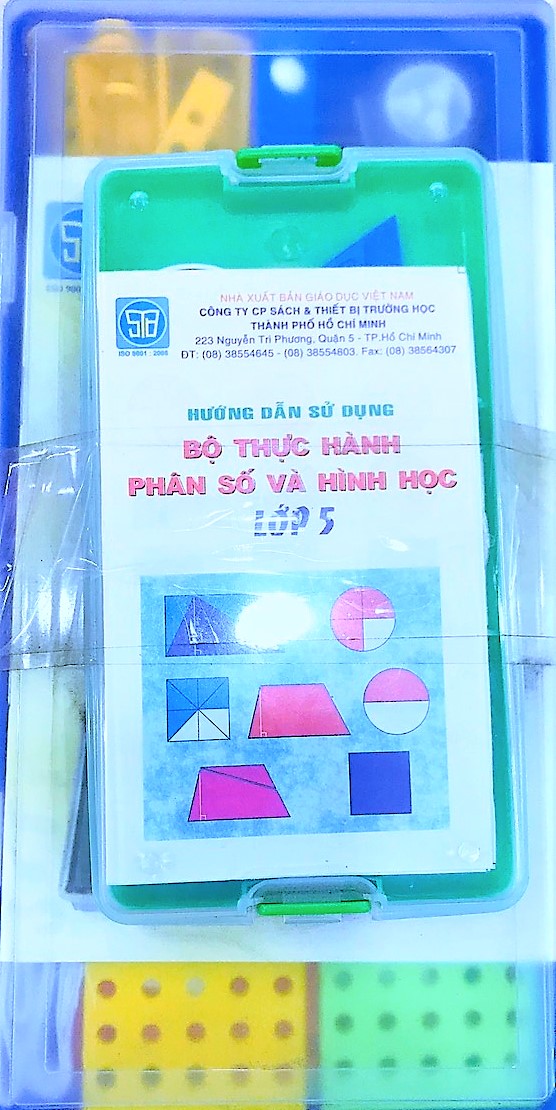 NHÀ XUẤT BẢN GIÁO DỤC VIỆT NAM
CÔNG TY CP SÁCH & THIẾT BỊ TRƯỜNG HỌC
THÀNH PHỐ HỒ CHÍ MINH
223 Nguyễn Tri Phương, Quận 5 - TP.Hồ Chí Minh
ĐT: (08) 38554645 - (08) 38554803. Fax: (08) 38564307
STB
ISO 9001 : 2008
HƯỚNG DẪN SỬ DỤNG
BỘ THỰC HÀNH
PHÂN SỐ VÀ HÌNH HỌC
LỚP 5